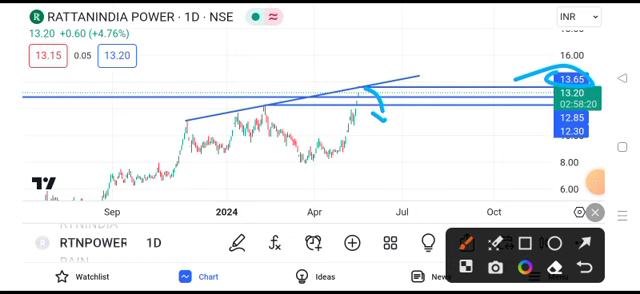 R RATTANINDIA POWER · 1D · NSE
INR
13.20 +0.60 (+4.76%)
13.15 0.05 13.20
16.00
13.65
13.20
02:58:20
12.85
12.30
8.00
6.00
Sep 2024 Apr Jul Oct
RTNPOWER 1D
Watchlist Chart Ideas News